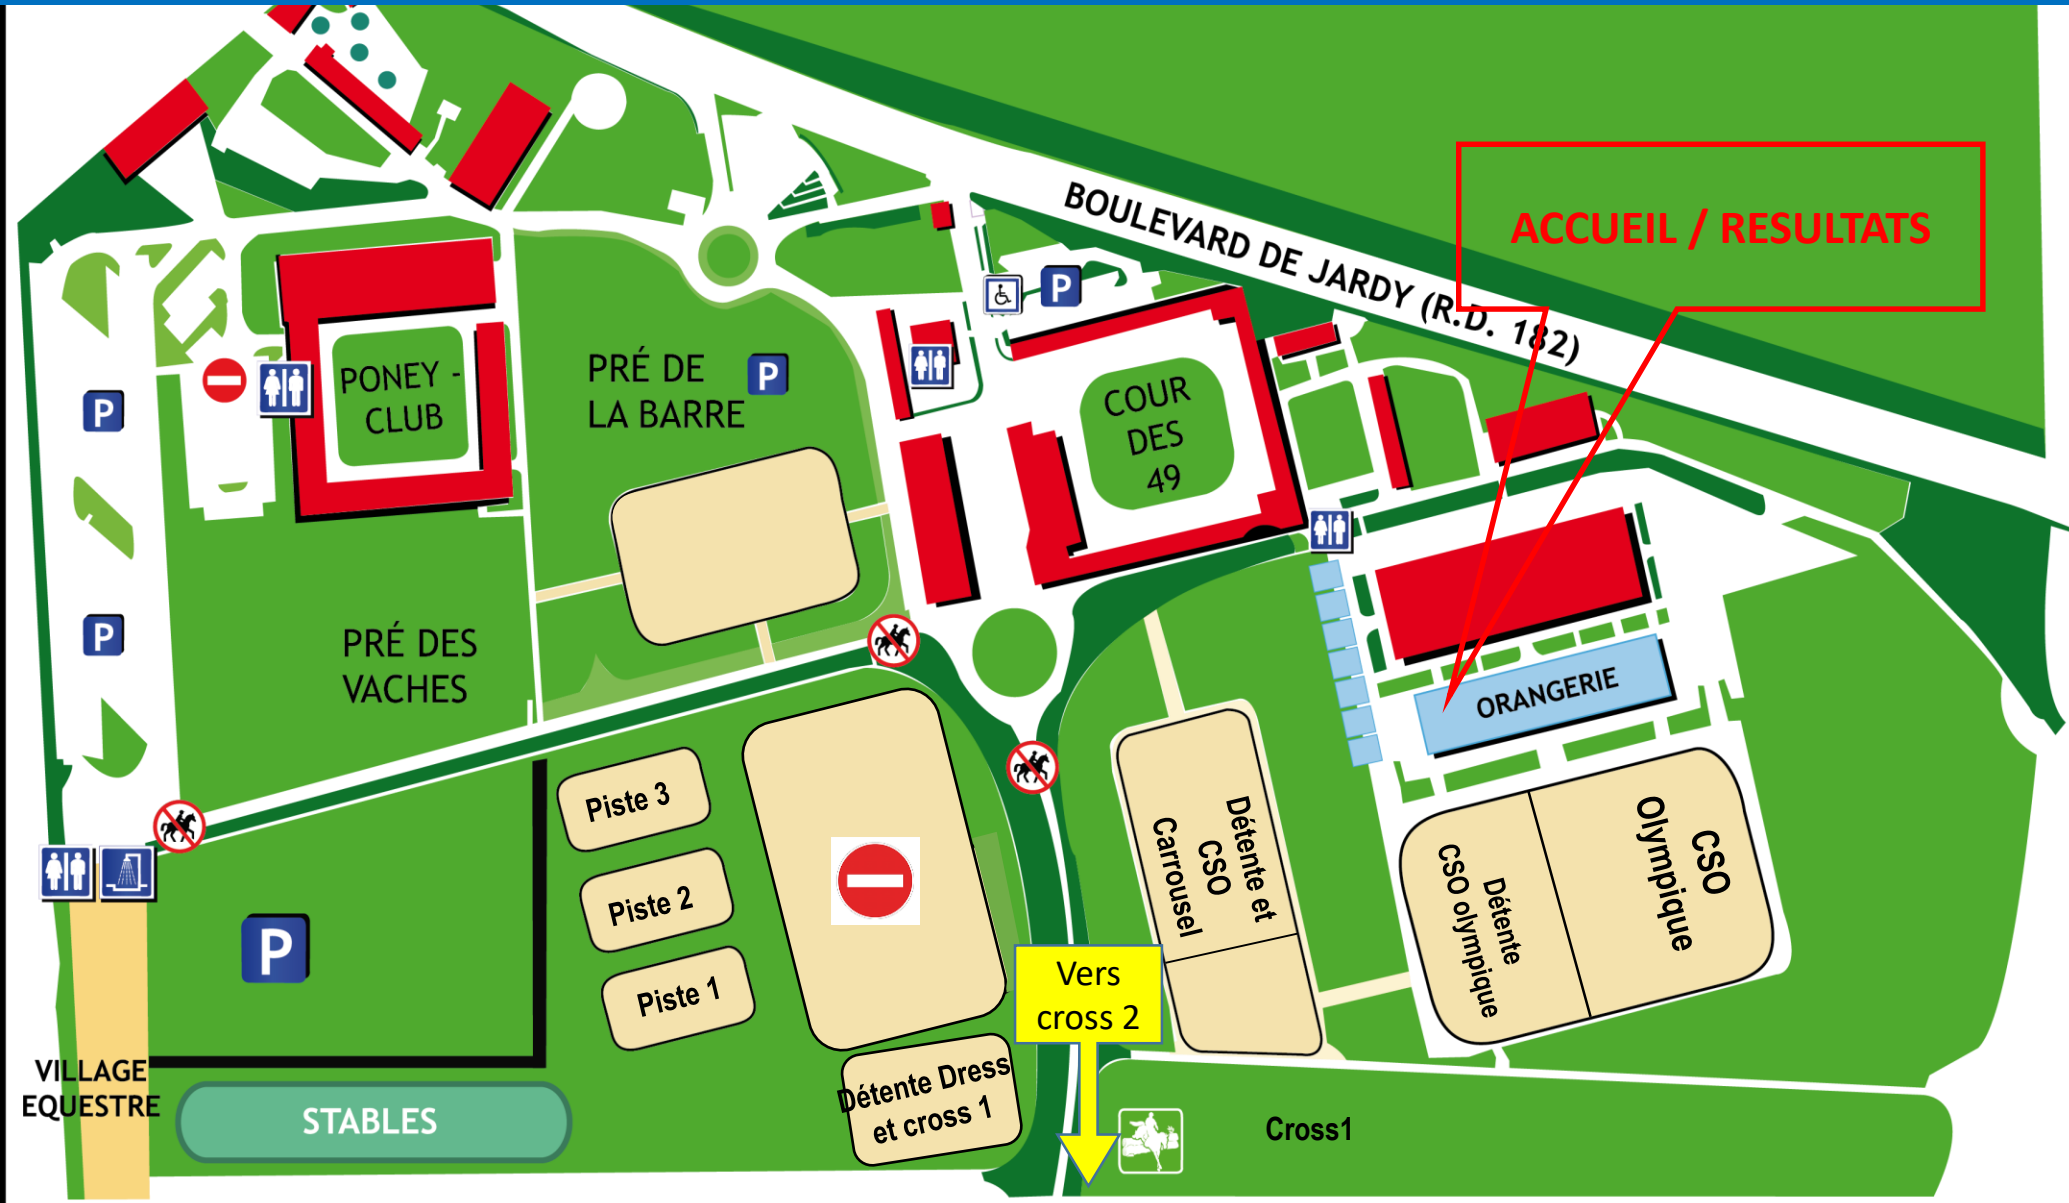 BOULEVARD DE JARDY (R.D. 182)
ACCUEIL / RESULTATS
P
PONEY -
CLUB
PRÉ DE
LA BARRE
P
COUR
DES
49
P
P
PRÉ DES
VACHES
ORANGERIE
Piste 3
Piste 2
Piste 1
Détente et
CSO
Carrousel
CSO
Olympique
Détente
CSO olympique
P
Vers
cross 2
VILLAGE
EQUESTRE
STABLES
Détente Dress
et cross 1
Cross1